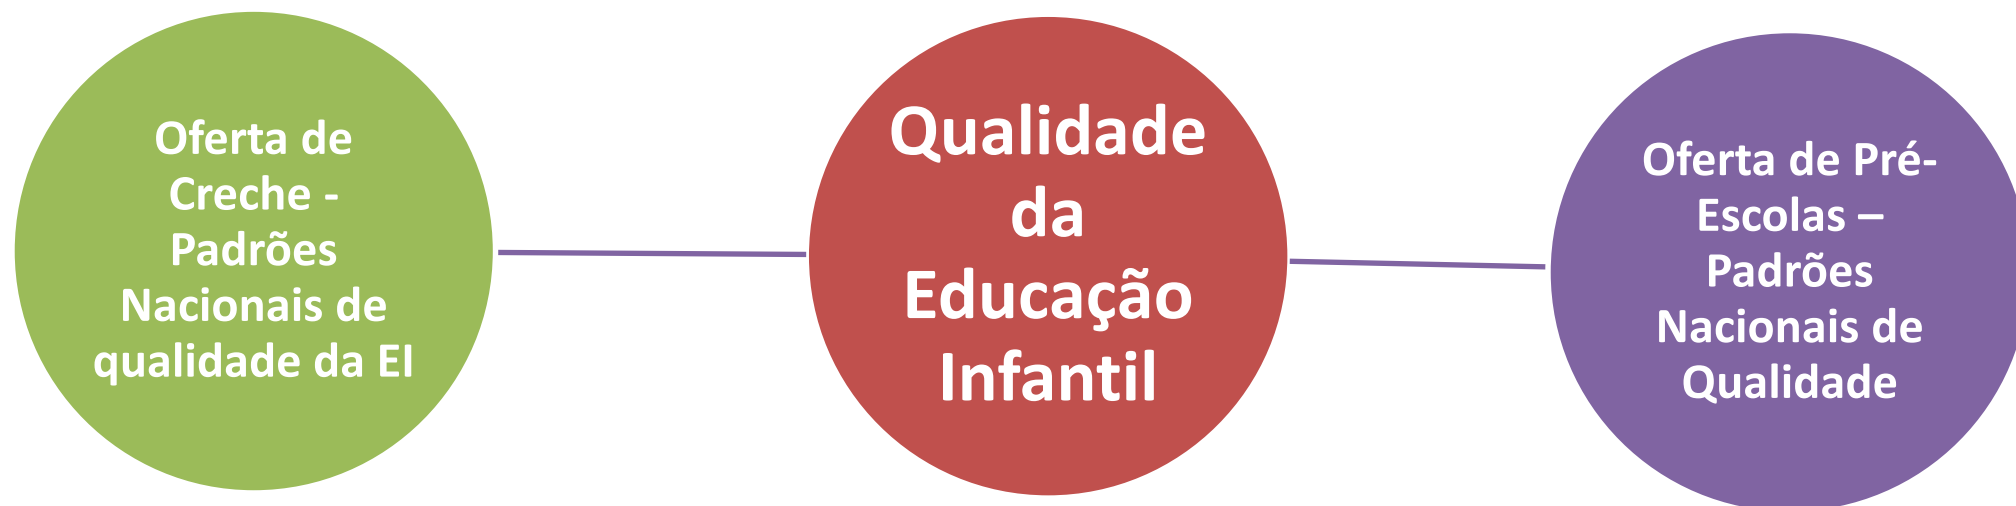 Oferta de
Creche -
Padrões
Nacionais de
qualidade da EI
Qualidade
da
Educação
Infantil
Oferta de Pré-
Escolas –
Padrões
Nacionais de
Qualidade